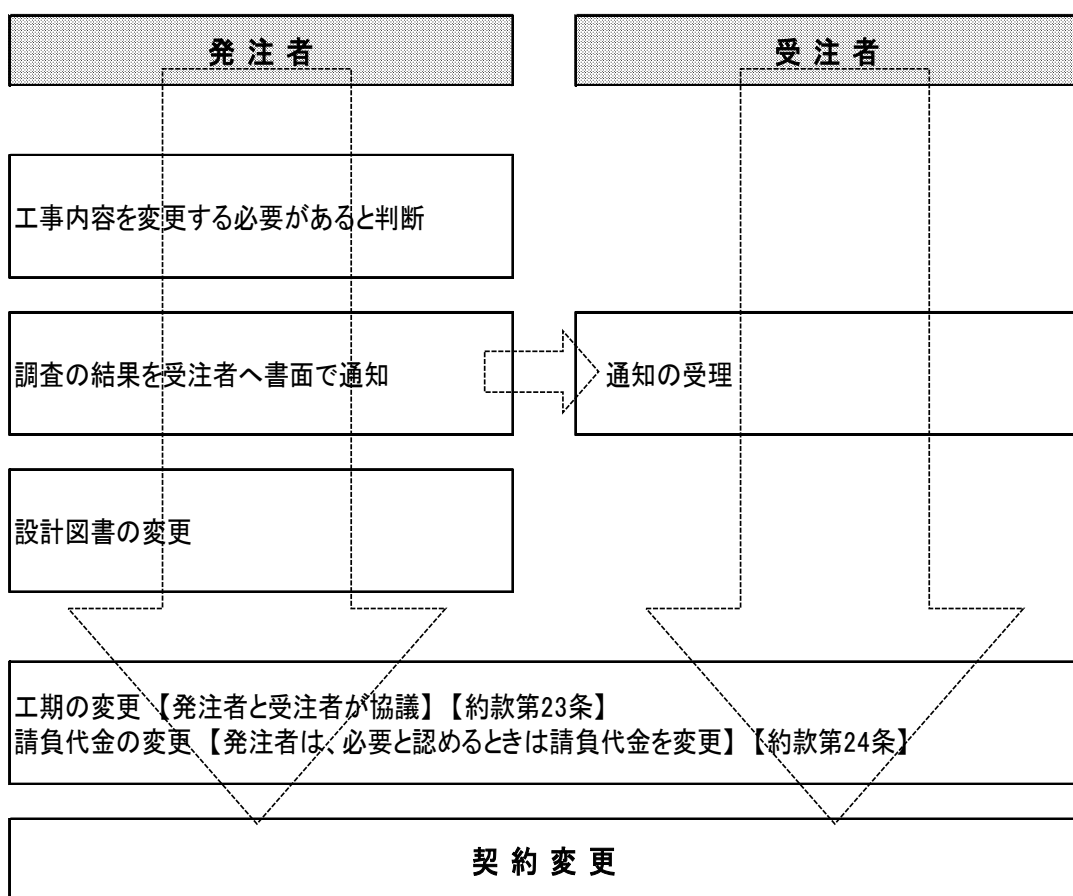 発 注 者
受 注 者
工事内容を変更する必要があると判断
調査の結果を受注者へ書面で通知
通知の受理
設計図書の変更
工期の変更 【発注者と受注者が協議】 【約款第23条】
請負代金の変更 【発注者は、必要と認めるときは請負代金を変更】 【約款第24条】
契 約 変 更